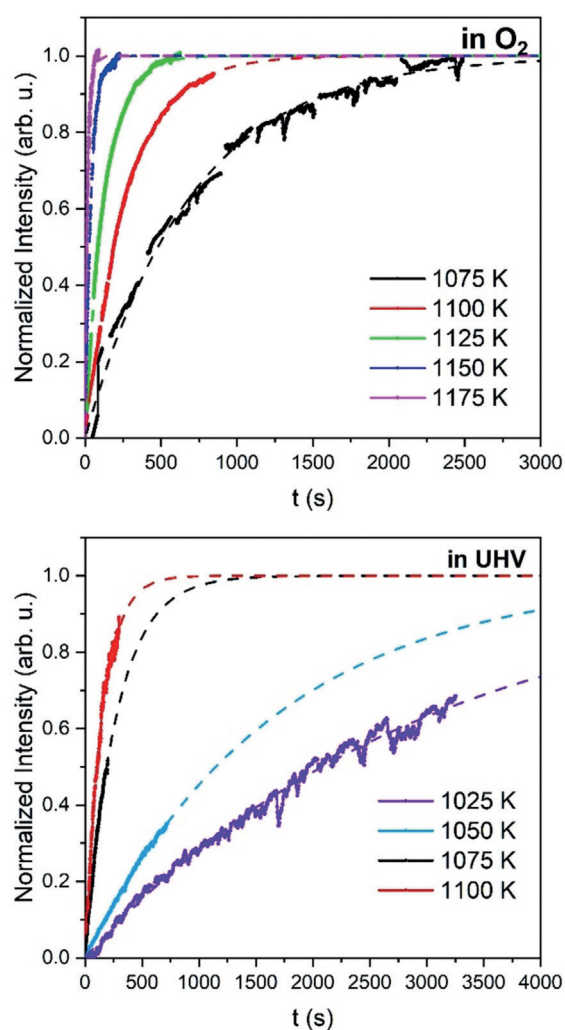 in O₂
Normalized Intensity (arb. u.)
1.0
0.8
0.6
0.4
0.2
0.0
1075 K
1100 K
1125 K
1150 K
1175 K
0 500 1000 1500 2000 2500 3000
t (s)
in UHV
Normalized Intensity (arb. u.)
1.0
0.8
0.6
0.4
0.2
0.0
1025 K
1050 K
1075 K
1100 K
0 500 1000 1500 2000 2500 3000 3500 4000
t (s)